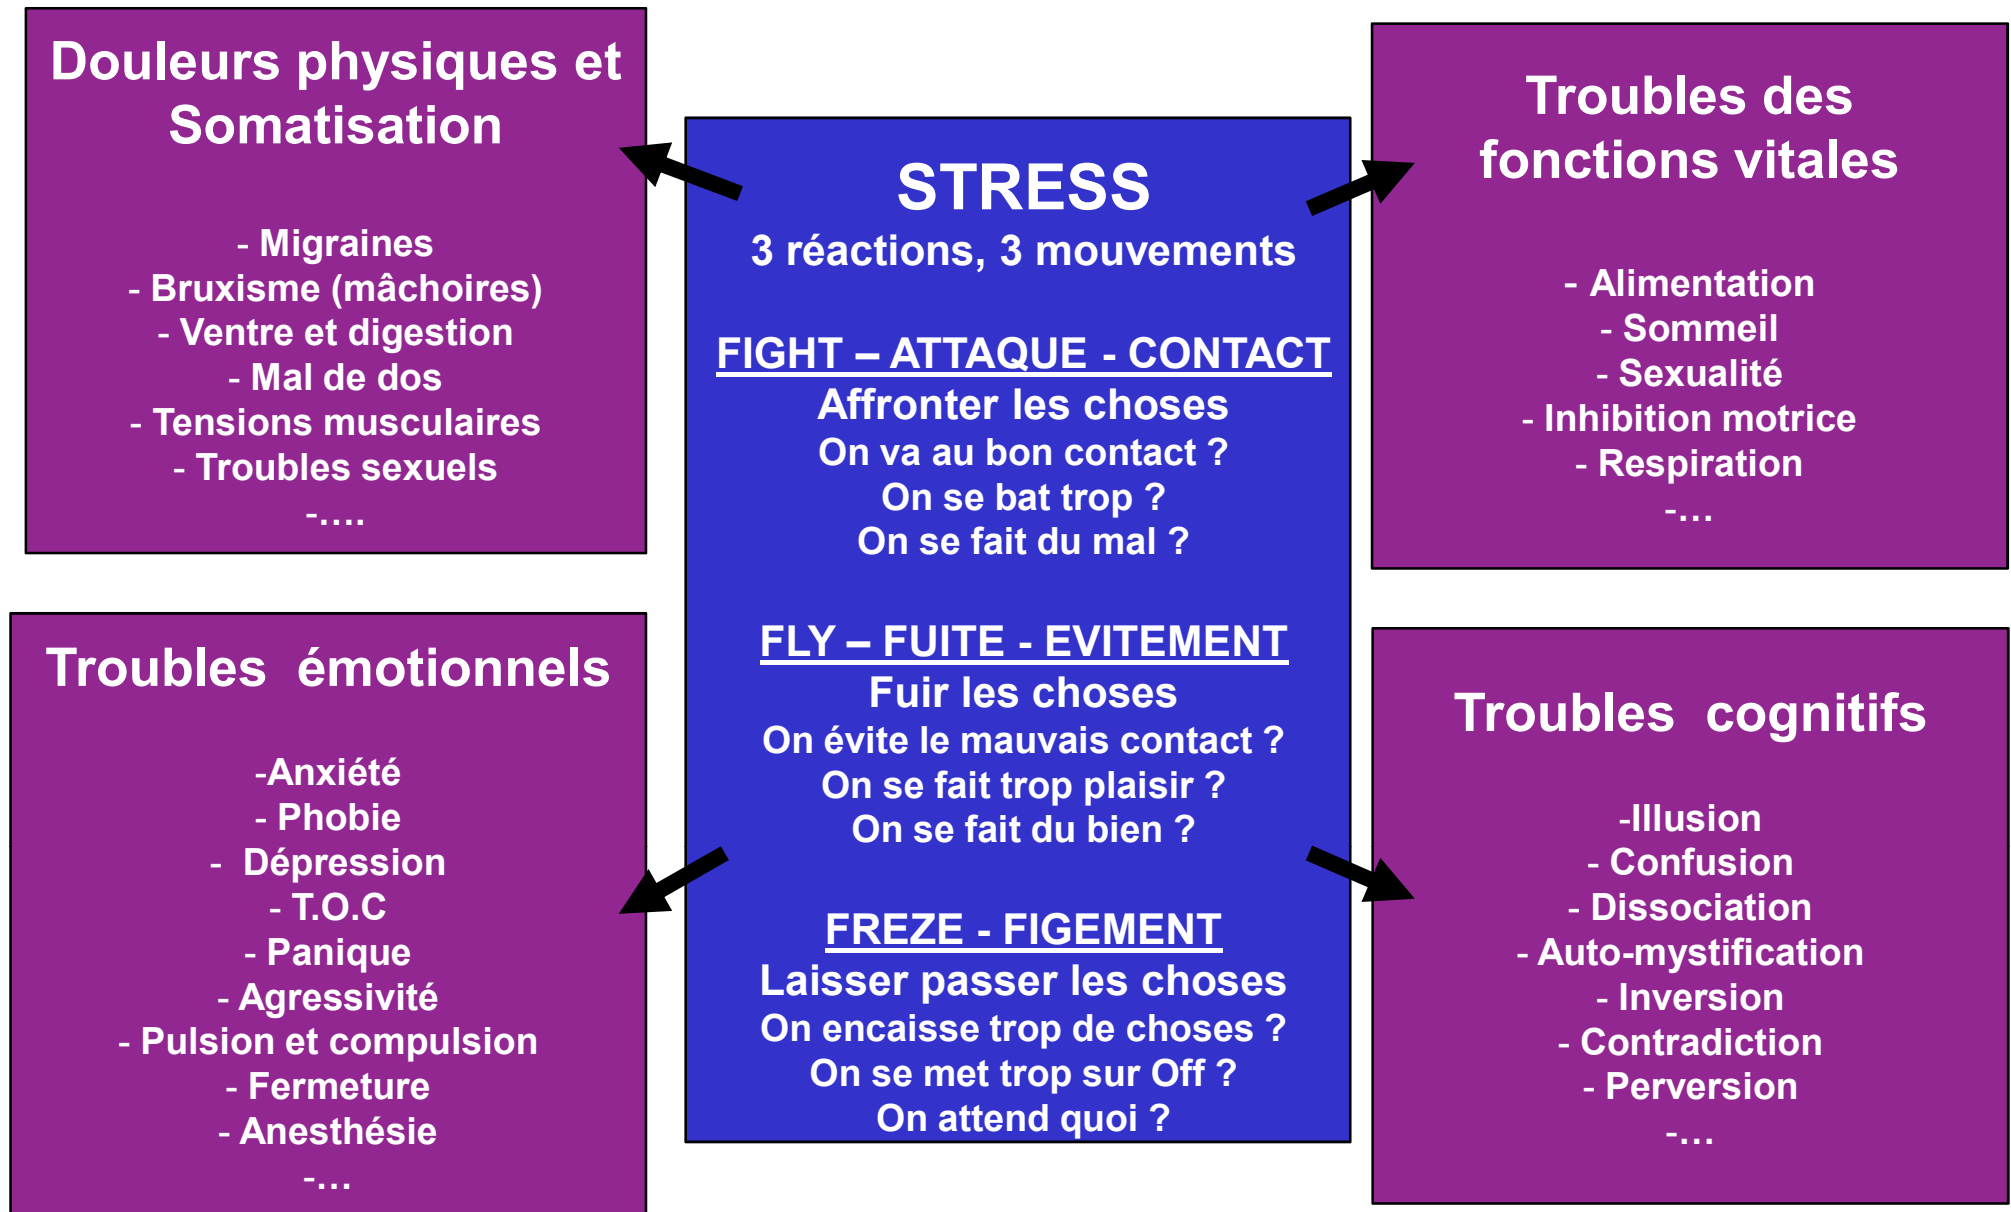 Douleurs physiques et
Somatisation
- Migraines
- Bruxisme (mâchoires)
- Ventre et digestion
- Mal de dos
- Tensions musculaires
- Troubles sexuels
-....
STRESS
3 réactions, 3 mouvements
FIGHT – ATTAQUE - CONTACT
Affronter les choses
On va au bon contact ?
On se bat trop ?
On se fait du mal ?
FLY – FUITE - EVITEMENT
Fuir les choses
On évite le mauvais contact ?
On se fait trop plaisir ?
On se fait du bien ?
FREZE - FIGEMENT
Laisser passer les choses
On encaisse trop de choses ?
On se met trop sur Off ?
On attend quoi ?
Troubles des
fonctions vitales
- Alimentation
- Sommeil
- Sexualité
- Inhibition motrice
- Respiration
-...
Troubles émotionnels
-Anxiété
- Phobie
- Dépression
- T.O.C
- Panique
- Agressivité
- Pulsion et compulsion
- Fermeture
- Anesthésie
-...
Troubles cognitifs
-Illusion
- Confusion
- Dissociation
- Auto-mystification
- Inversion
- Contradiction
- Perversion
-...